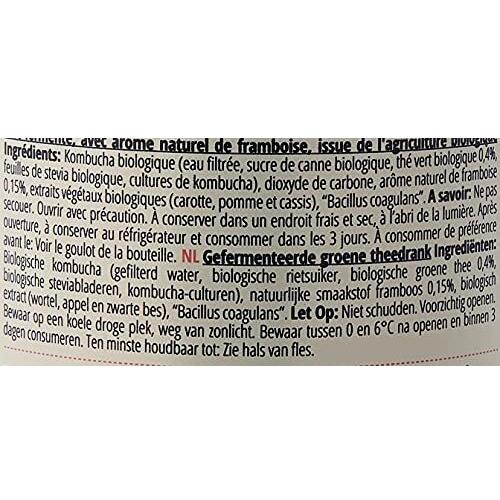 avec arôme naturel de framboise, issue de l'agriculture biologique
Ingrédients: Kombucha biologique (eau filtrée, sucre de canne biologique, thé vert biologique 0,4%,
feuilles de stevia biologique, cultures de kombucha), dioxyde de carbone, arôme naturel de framboise
0,15%, extraits végétaux biologiques (carotte, pomme et cassis), "Bacillus coagulans". A savoir: Ne pas
secouer. Ouvrir avec précaution. À conserver dans un endroit frais et sec, à l'abri de la lumière. Après
ouverture, à conserver au réfrigérateur et consommer dans les 3 jours. À consommer de préférence
avant le: Voir le goulot de la bouteille. NL Gefermenteerde groene theedrank Ingrediënten:
Biologische kombucha (gefilterd water, biologische rietsuiker, biologische groene thee 0,4%,
biologische steviabladeren, kombucha-culturen), natuurlijke smaakstof framboos 0,15%, biologisch
extract (wortel, appel en zwarte bes), "Bacillus coagulans". Let Op: Niet schudden. Voorzichtig openen.
Bewaar op een koele droge plek, weg van zonlicht. Bewaar tussen 0 en 6°C na openen en binnen 3
dagen consumeren. Ten minste houdbaar tot: Zie hals van fles.